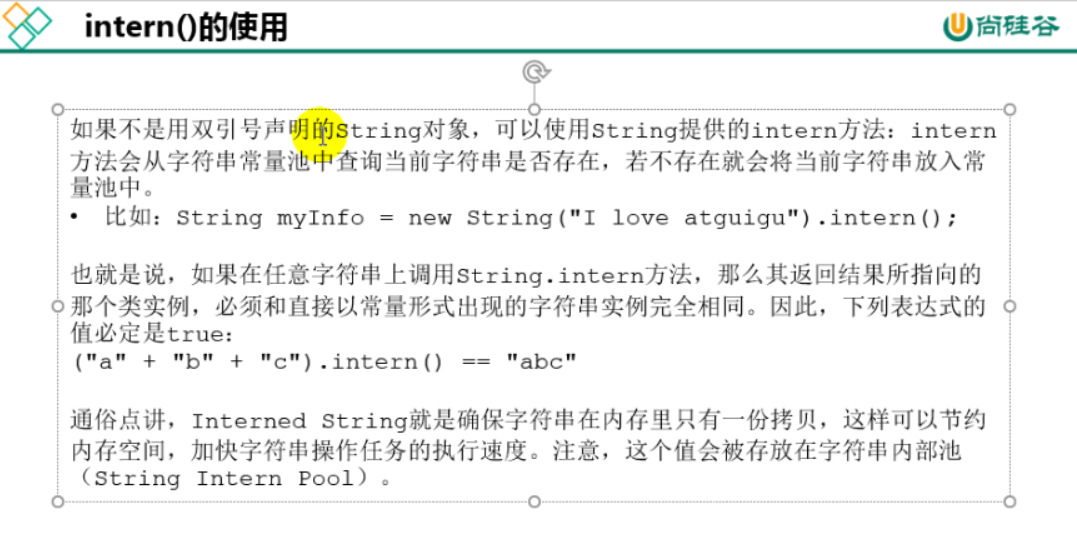 intern()的使用
尚硅谷
如果不是用双引号声明的String对象，可以使用String提供的intern方法：intern
方法会从字符串常量池中查询当前字符串是否存在，若不存在就会将当前字符串放入常
量池中。
• 比如：String myInfo = new String("I love atguigu").intern();
也就是说，如果在任意字符串上调用String.intern方法，那么其返回结果所指向的
那个类实例，必须和直接以常量形式出现的字符串实例完全相同。因此，下列表达式的
值必定是true：
("a" + "b" + "c").intern() == "abc"
通俗点讲，Interned String就是确保字符串在内存里只有一份拷贝，这样可以节约
内存空间，加快字符串操作任务的执行速度。注意，这个值会被存放在字符串内部池
（String Intern Pool）。